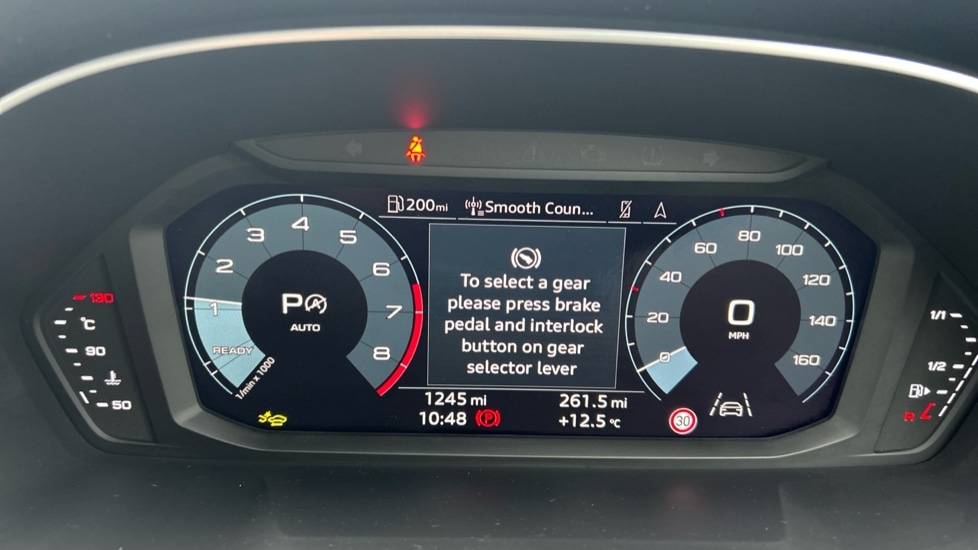 200mi
Smooth Coun...
4
3
5
2
6
1
7
8
READY
1/min x 1000
P
AUTO
To select a gear
please press brake
pedal and interlock
button on gear
selector lever
80
60
100
40
120
20
140
0
160
0
MPH
130
°C
90
50
1/1
1/2
R
1245 mi
261.5 mi
10:48
P
+12.5 °C
30